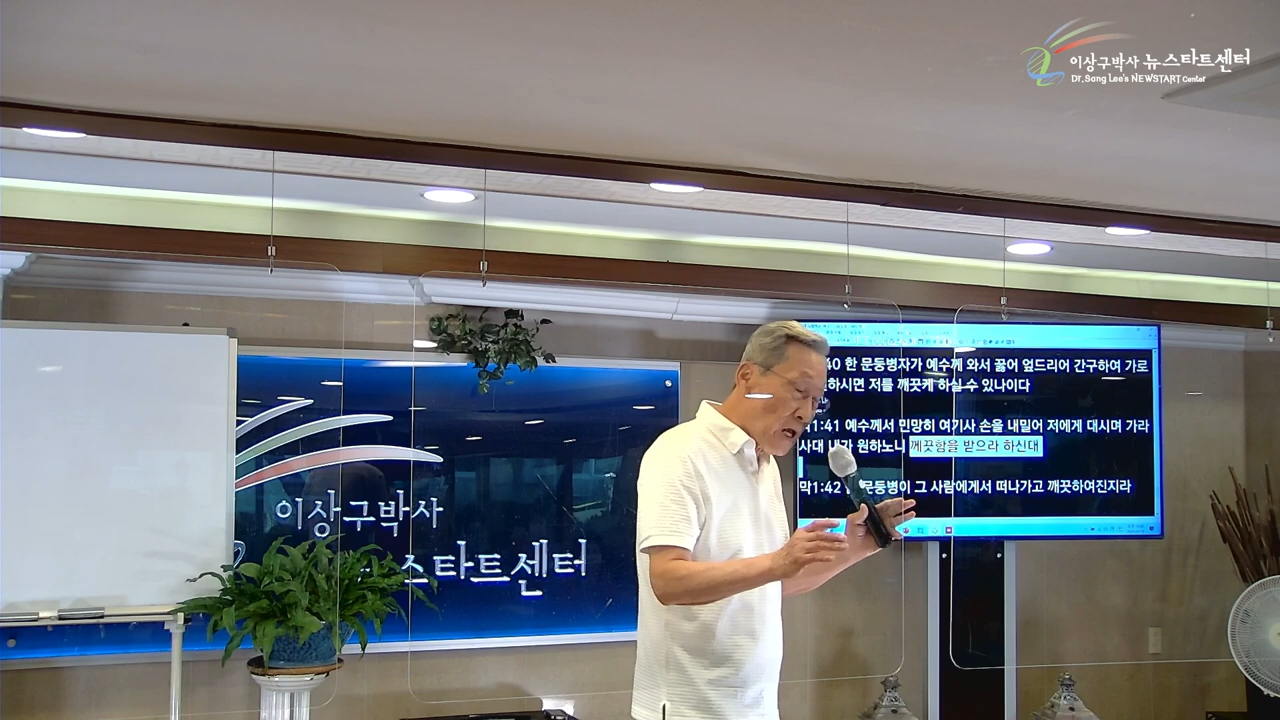 이상구박사 뉴스타트센터
Dr. Sang Lee's NEWSTART Center
40 한 문둥병자가 예수께 와서 꿇어 엎드리어 간구하여 가로
하시면 저를 깨끗케 하실 수 있나이다
막1:41 예수께서 민망히 여기사 손을 내밀어 저에게 대시며 가라
사대 내가 원하노니 깨끗함을 받으라 하신대
막1:42 문둥병이 그 사람에게서 떠나가고 깨끗하여진지라
이상구박사
스타트센터